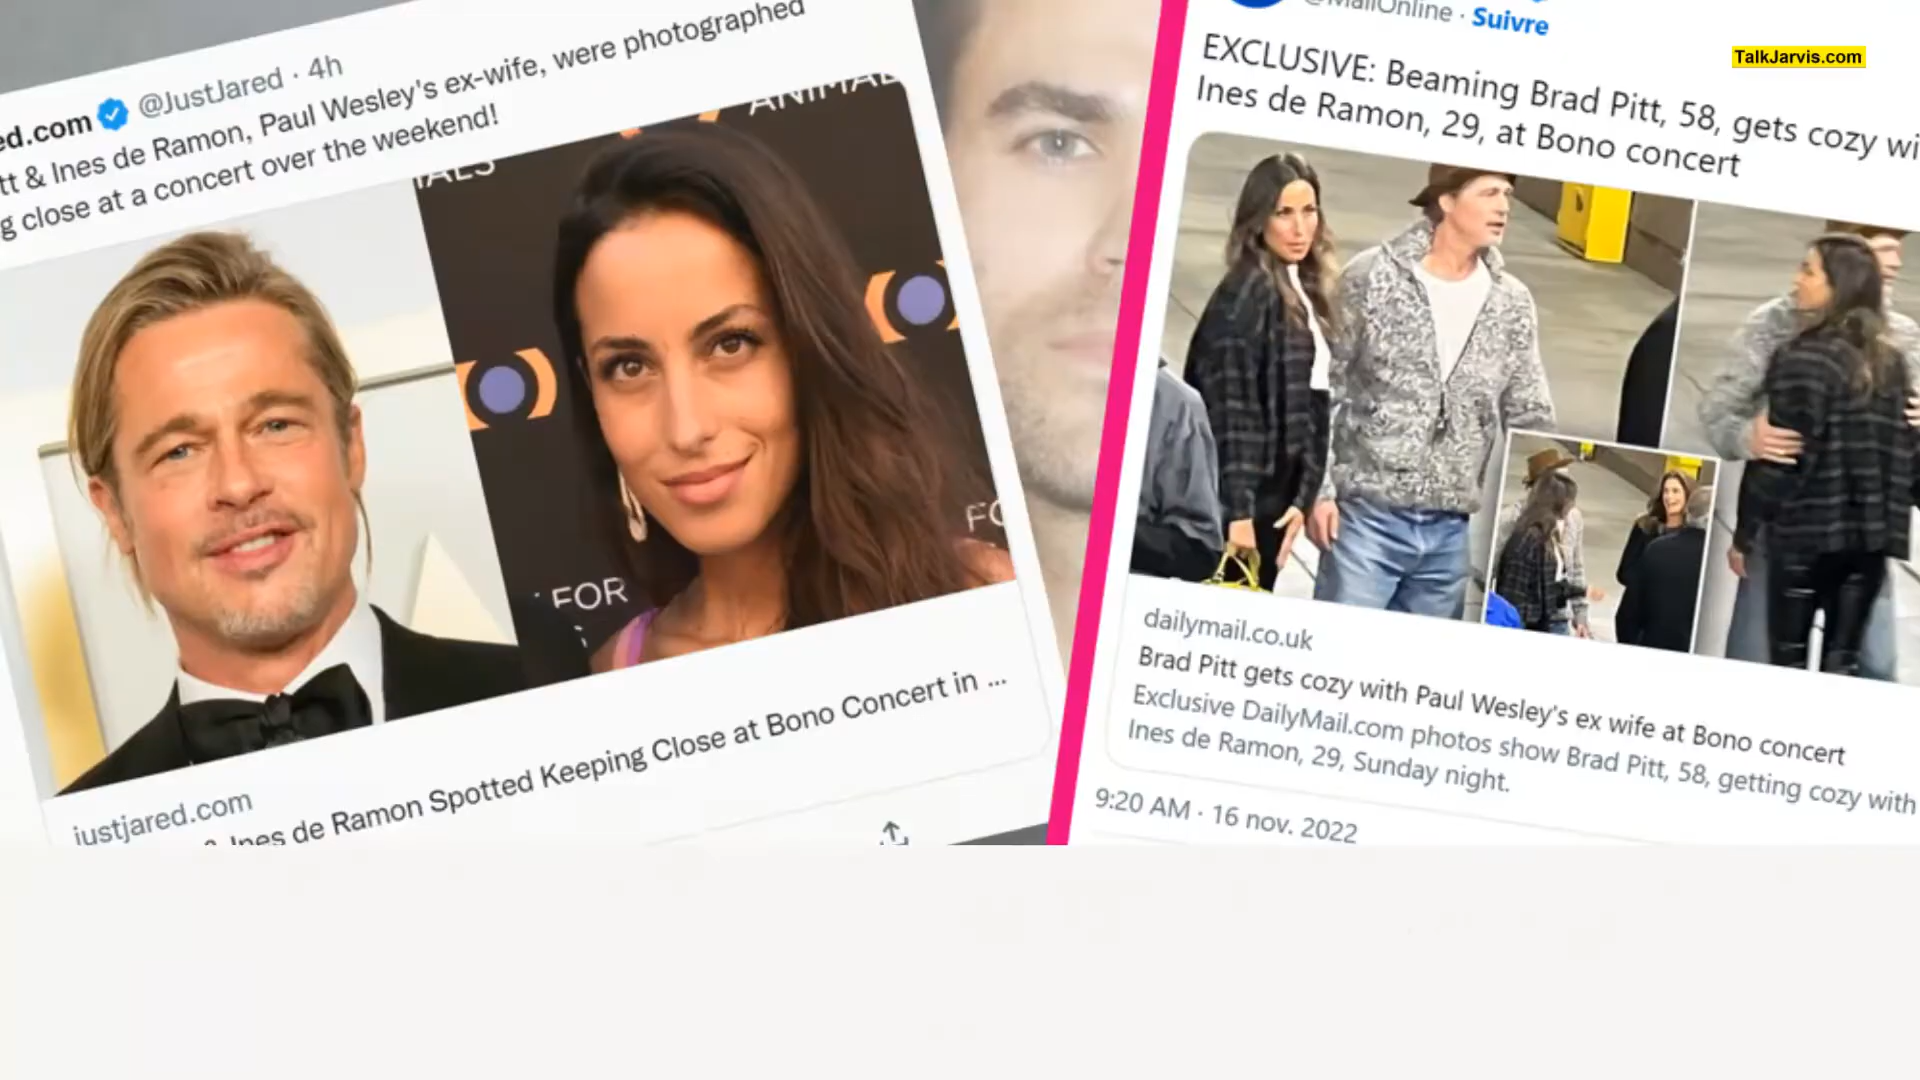 ed.com @JustJared · 4h
tt & Ines de Ramon, Paul Wesley's ex-wife, were photographed
g close at a concert over the weekend!
ANIMAL
IALS
FOR
FO
justjared.com
& Ines de Ramon Spotted Keeping Close at Bono Concert in ...
@MailOnline · Suivre
TalkJarvis.com
EXCLUSIVE: Beaming Brad Pitt, 58, gets cozy wi
Ines de Ramon, 29, at Bono concert
dailymail.co.uk
Brad Pitt gets cozy with Paul Wesley's ex wife at Bono concert
Exclusive DailyMail.com photos show Brad Pitt, 58, getting cozy with
Ines de Ramon, 29, Sunday night.
9:20 AM · 16 nov. 2022